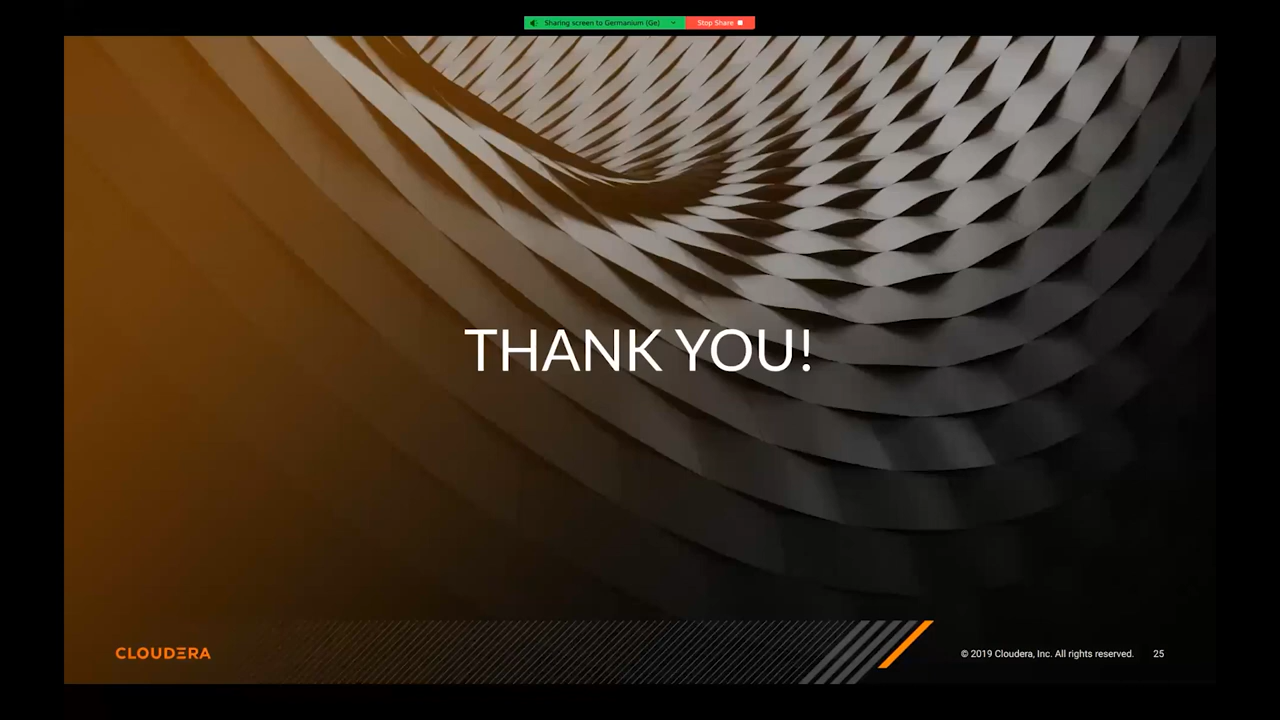 Sharing screen to Germanium (Ge)
Stop Share
THANK YOU!
CLOUDERA
© 2019 Cloudera, Inc. All rights reserved. 25